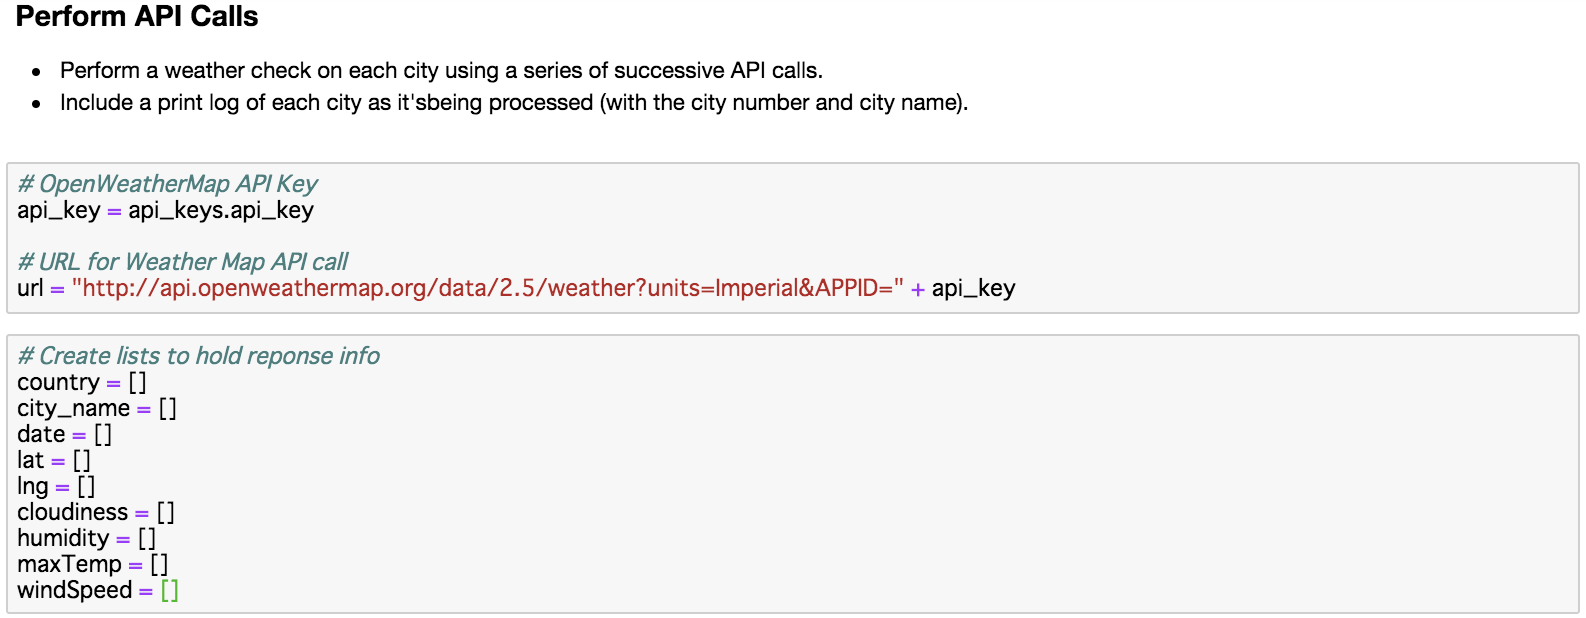 Perform API Calls
• Perform a weather check on each city using a series of successive API calls.
• Include a print log of each city as it'sbeing processed (with the city number and city name).
# OpenWeatherMap API Key
api_key = api_keys.api_key
# URL for Weather Map API call
url = "http://api.openweathermap.org/data/2.5/weather?units=Imperial&APPID=" + api_key
# Create lists to hold reponse info
country = []
city_name = []
date = []
lat = []
lng = []
cloudiness = []
humidity = []
maxTemp = []
windSpeed = []